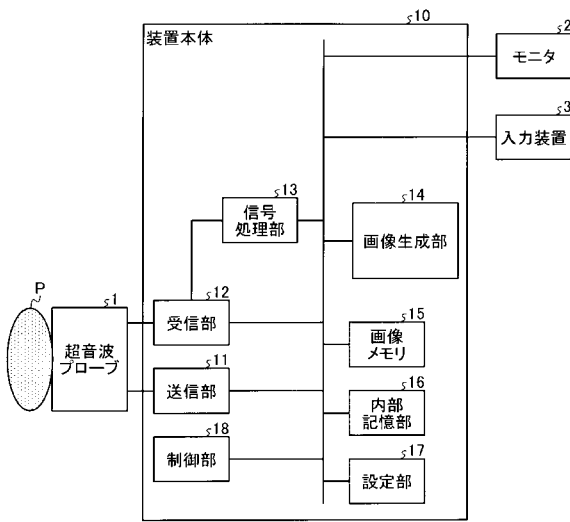 10
装置本体
2
モニタ
3
入力装置
13
信号
処理部
14
画像生成部
P
1
超音波
プローブ
12
受信部
15
画像
メモリ
11
送信部
16
内部
記憶部
18
制御部
17
設定部